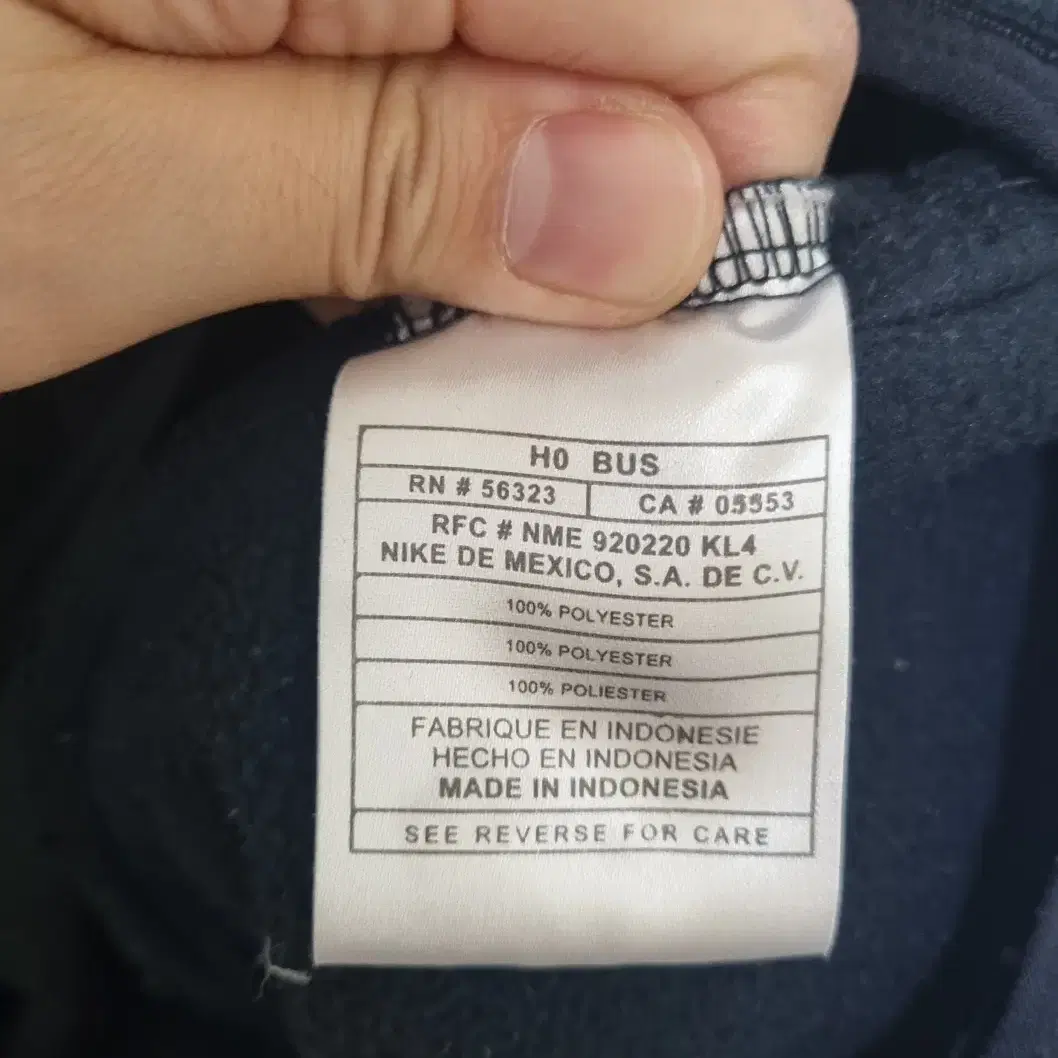 H0 BUS
RN # 56323 CA # 05553
RFC # NME 920220 KL4
NIKE DE MEXICO, S.A. DE C.V.
100% POLYESTER
100% POLYESTER
100% POLIESTER
FABRIQUE EN INDONESIE
HECHO EN INDONESIA
MADE IN INDONESIA
SEE REVERSE FOR CARE